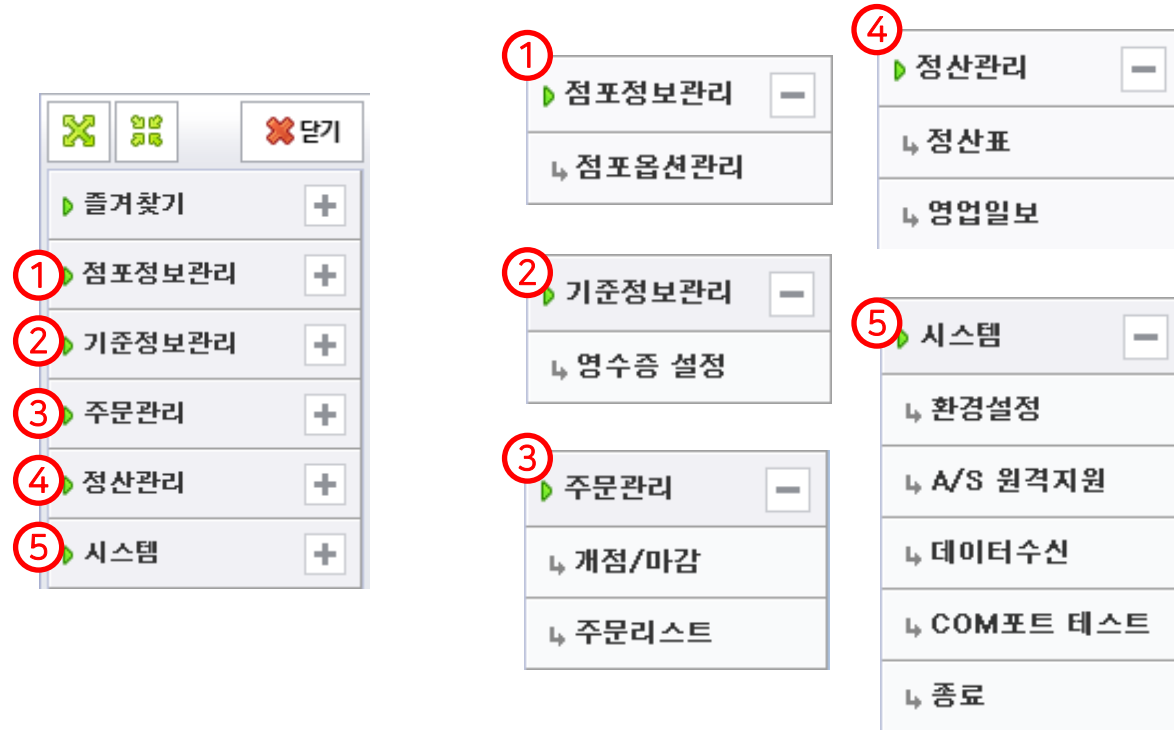 닫기
즐겨찾기
1 점포정보관리
2 기준정보관리
3 주문관리
4 정산관리
5 시스템
1
점포정보관리
점포옵션관리
2
기준정보관리
영수증 설정
3
주문관리
개점/마감
주문리스트
4
정산관리
정산표
영업일보
5
시스템
환경설정
A/S 원격지원
데이터수신
COM포트 테스트
종료